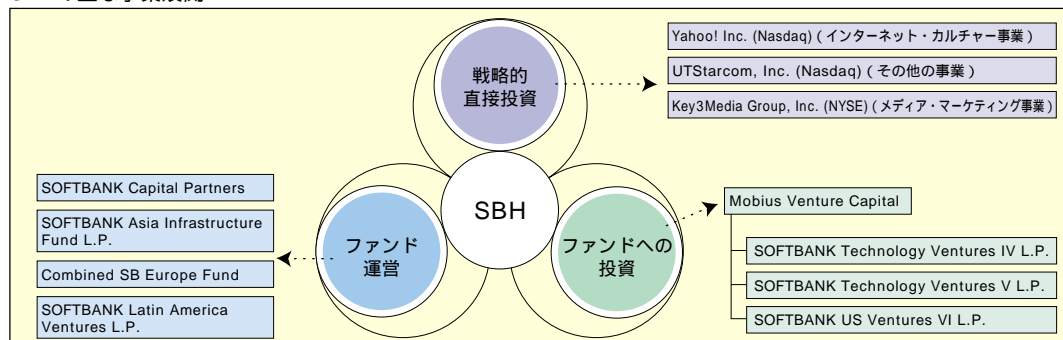 戦略的
直接投資
Yahoo! Inc. (Nasdaq) ( インターネット・カルチャー事業 )
UTStarcom, Inc. (Nasdaq) ( その他の事業 )
Key3Media Group, Inc. (NYSE) ( メディア・マーケティング事業 )
SBH
ファンド
運営
SOFTBANK Capital Partners
SOFTBANK Asia Infrastructure
Fund L.P.
Combined SB Europe Fund
SOFTBANK Latin America
Ventures L.P.
ファンドへの
投資
Mobius Venture Capital
SOFTBANK Technology Ventures IV L.P.
SOFTBANK Technology Ventures V L.P.
SOFTBANK US Ventures VI L.P.